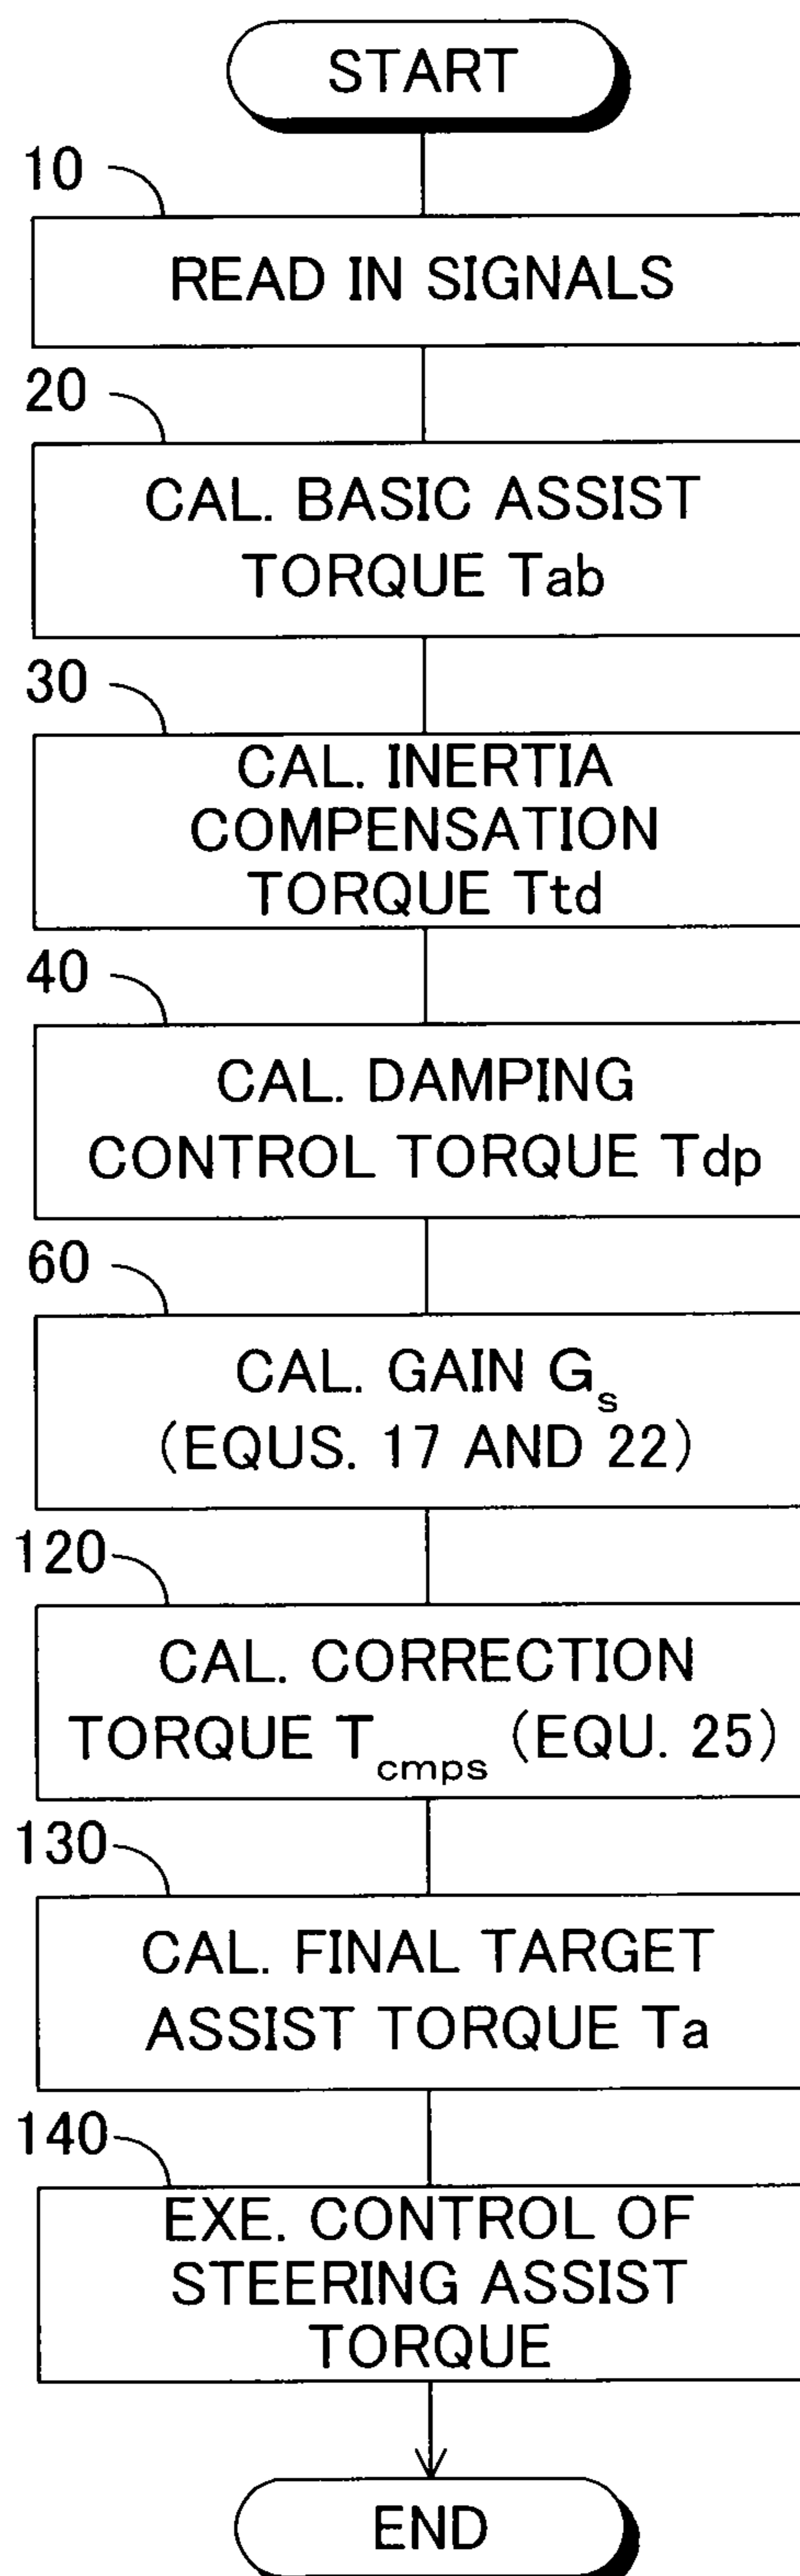 START
10
READ IN SIGNALS
20
CAL. BASIC ASSIST
TORQUE Tab
30
CAL. INERTIA
COMPENSATION
TORQUE Ttd
40
CAL. DAMPING
CONTROL TORQUE Tdp
60
CAL. GAIN Gs
(EQUS. 17 AND 22)
120
CAL. CORRECTION
TORQUE Tcmps (EQU. 25)
130
CAL. FINAL TARGET
ASSIST TORQUE Ta
140
EXE. CONTROL OF
STEERING ASSIST
TORQUE
END